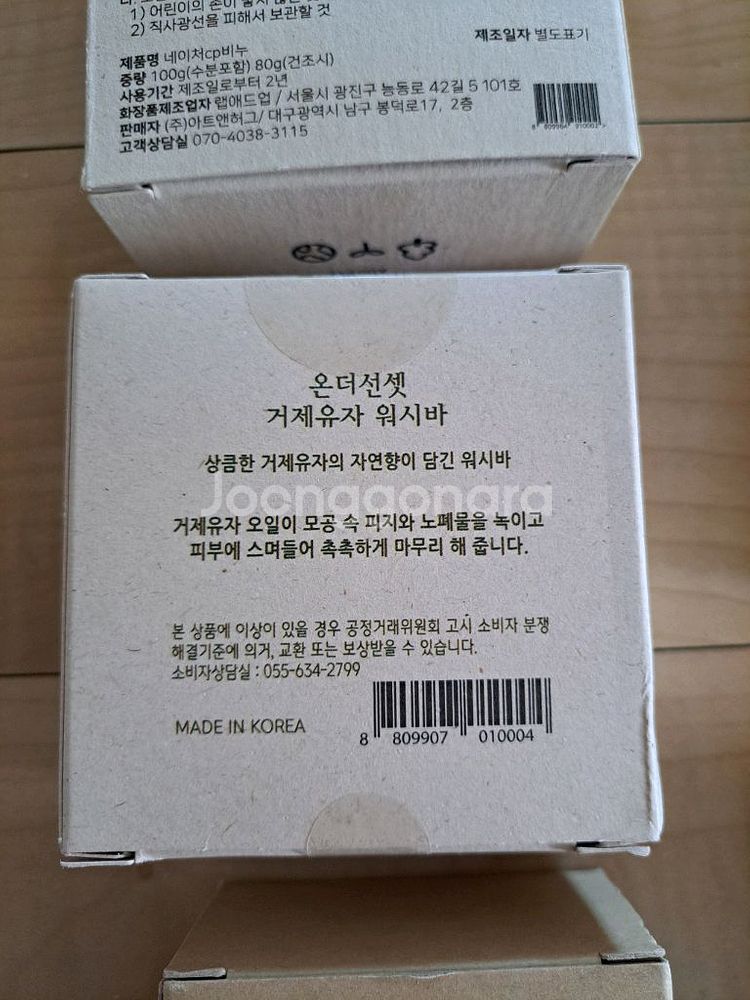 1) 어린이의 손이
2) 직사광선을 피해서 보관할 것
제조일자 별도표기
제품명 네이처cp비누
중량 100g(수분포함) 80g(건조시)
사용기간 제조일로부터 2년
화장품제조업자 랩애드업 / 서울시 광진구 능동로 42길 5 101호
판매자 (주)아트앤허그/ 대구광역시 남구 봉덕로17, 2층
고객상담실 070-4038-3115
8 809964 010002
온더선셋
거제유자 워시바
상큼한 거제유자의 자연향이 담긴 워시바
Joonggonara
거제유자 오일이 모공 속 피지와 노폐물을 녹이고
피부에 스며들어 촉촉하게 마무리 해 줍니다.
본 상품에 이상이 있을 경우 공정거래위원회 고시 소비자 분쟁
해결기준에 의거, 교환 또는 보상받을 수 있습니다.
소비자상담실 : 055-634-2799
MADE IN KOREA
8 809907 010004